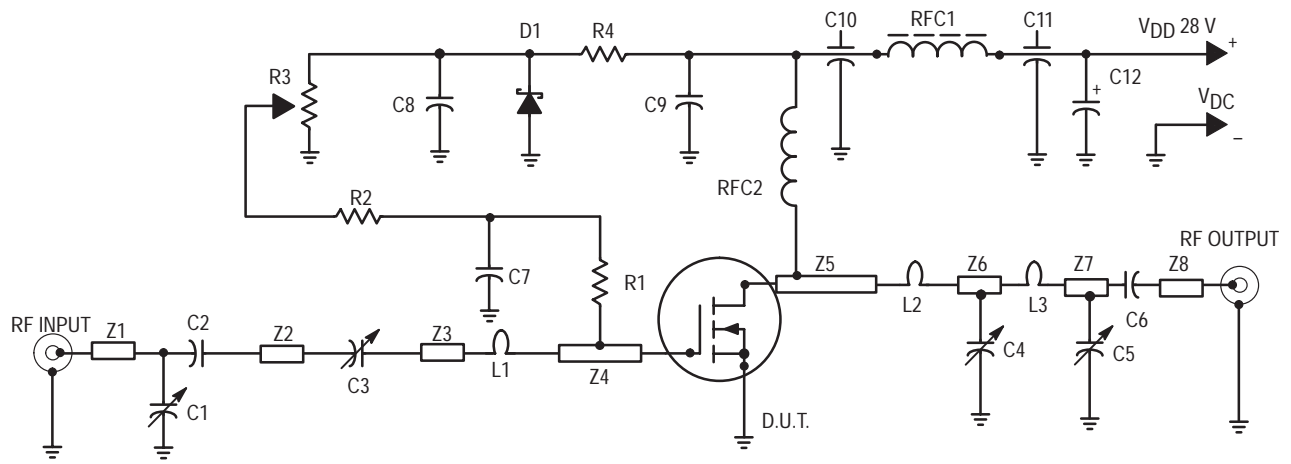 C10
RFC1
C11
VDD 28 V
+
D1
R4
R3
C8
C9
C12
+
VDC
–
RFC2
R2
C7
R1
RF OUTPUT
Z5
Z6
Z7
Z8
L2
L3
C6
RF INPUT
Z1
C2
Z2
Z3
C3
L1
Z4
C4
C5
C1
D.U.T.